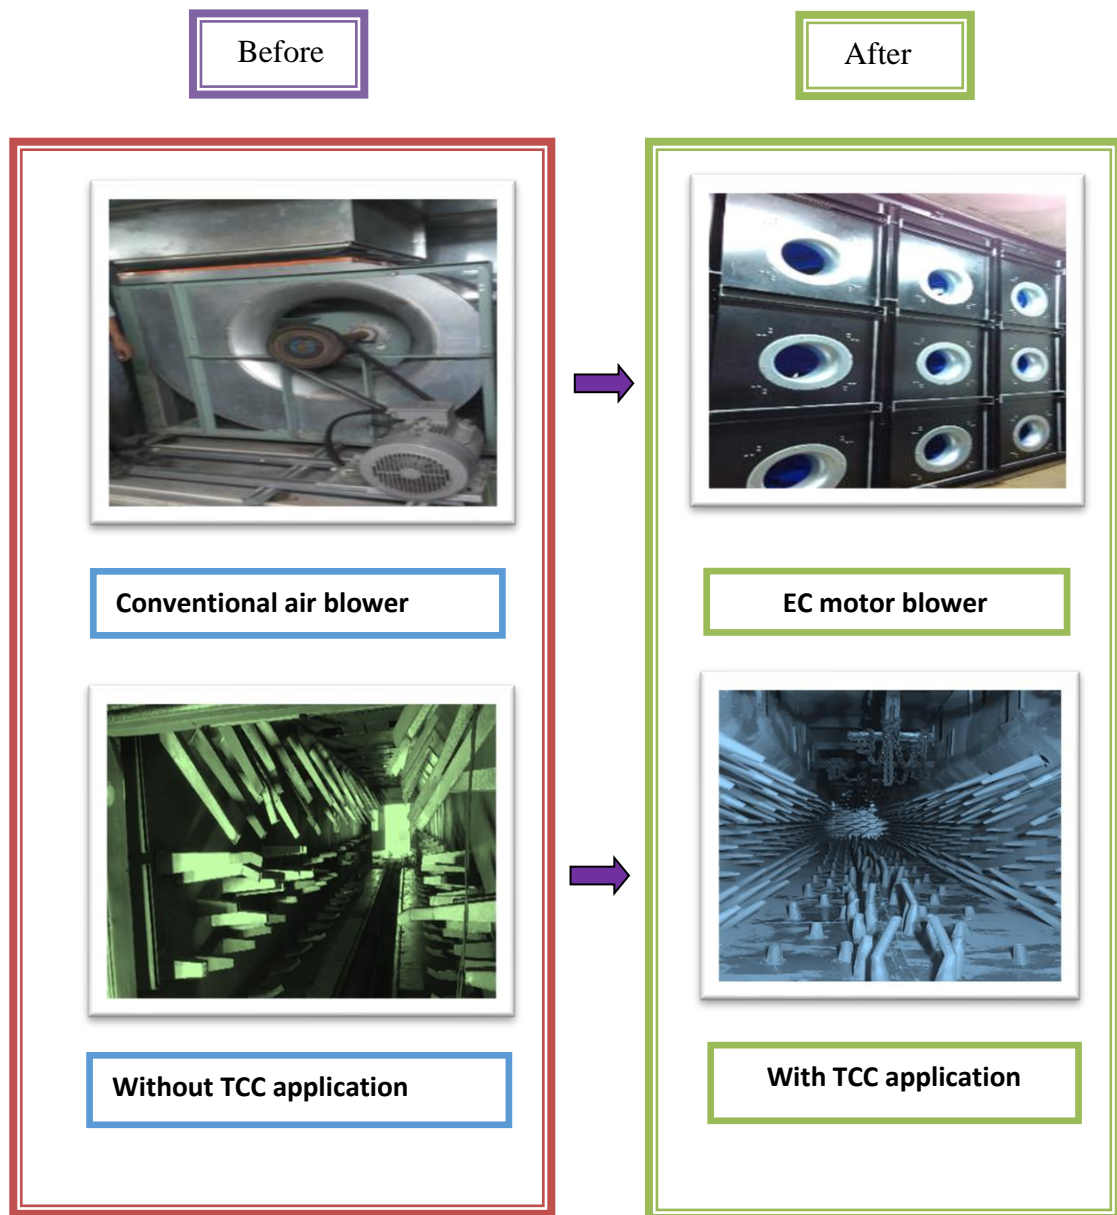 Before
After
Conventional air blower
EC motor blower
Without TCC application
With TCC application